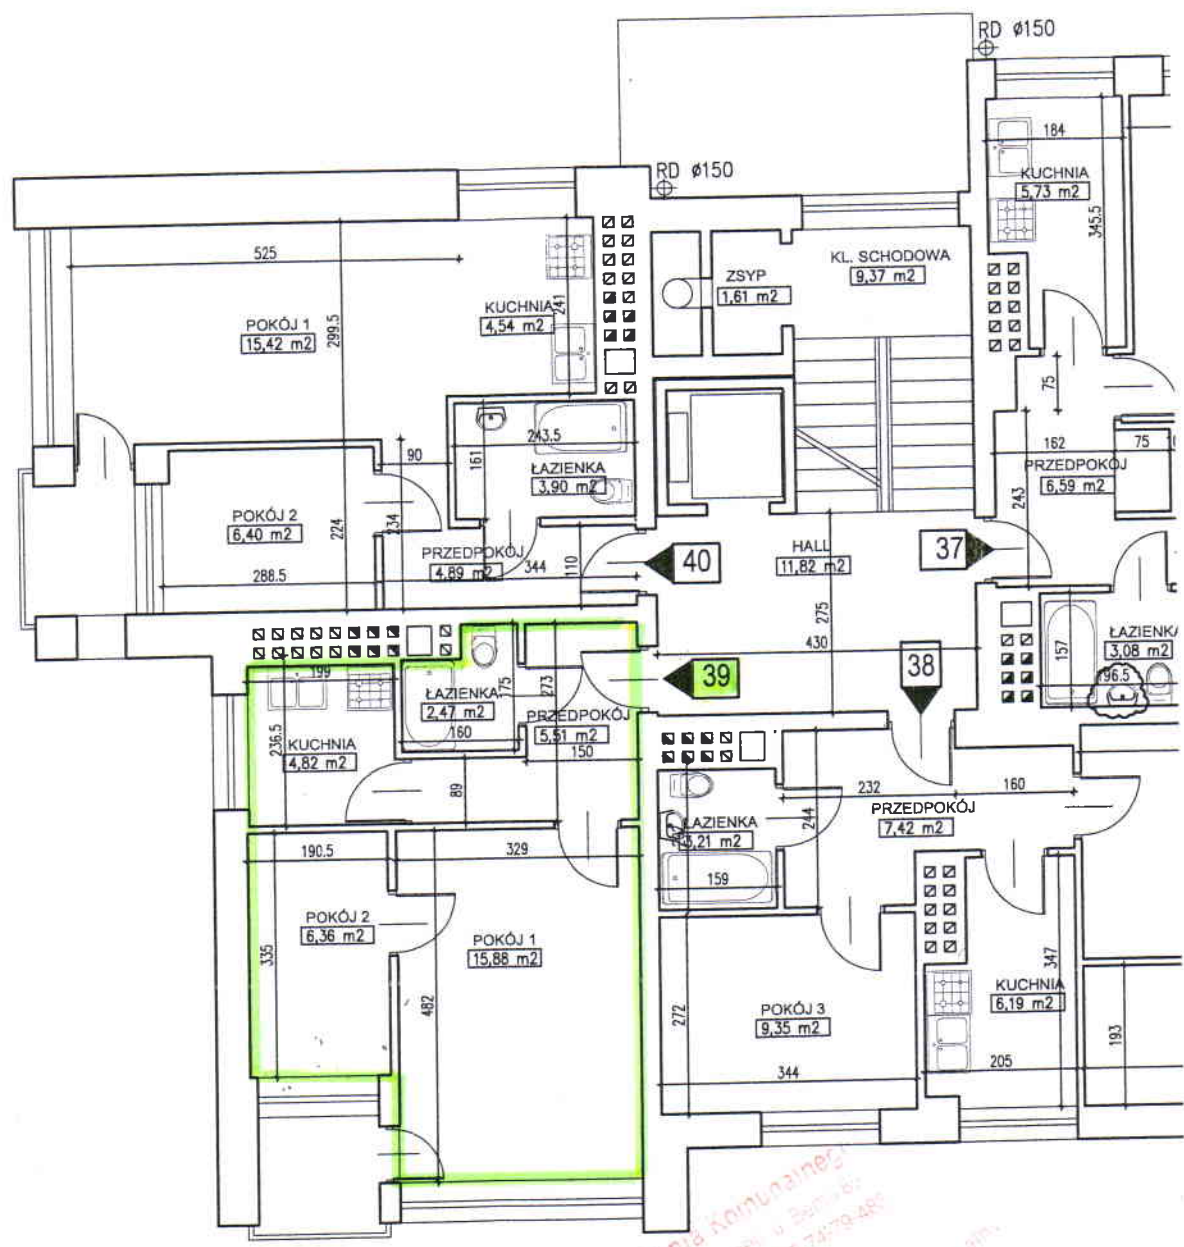 RD ø150
184
KUCHNIA
5,73 m2
345.5
RD ø150
525
POKÓJ 1
15,42 m2
299.5
KUCHNIA
4,54 m2
241
ZSYP
1,61 m2
KL. SCHODOWA
9,37 m2
75
162
75
PRZEDPOKÓJ
6,59 m2
243
90
161
243.5
ŁAZIENKA
3,90 m2
POKÓJ 2
6,40 m2
224
234
288.5
PRZEDPOKÓJ
4,89 m2
344
110
40
HALL
11,82 m2
275
430
37
38
157
ŁAZIENKA
3,08 m2
96.5
199
236.5
KUCHNIA
4,82 m2
ŁAZIENKA
2,47 m2
160
175
273
PRZEDPOKÓJ
5,51 m2
150
89
39
190.5
329
232
160
PRZEDPOKÓJ
7,42 m2
244
ŁAZIENKA
3,21 m2
159
POKÓJ 2
6,36 m2
335
POKÓJ 1
15,88 m2
482
272
POKÓJ 3
9,35 m2
344
KUCHNIA
6,19 m2
347
205
193